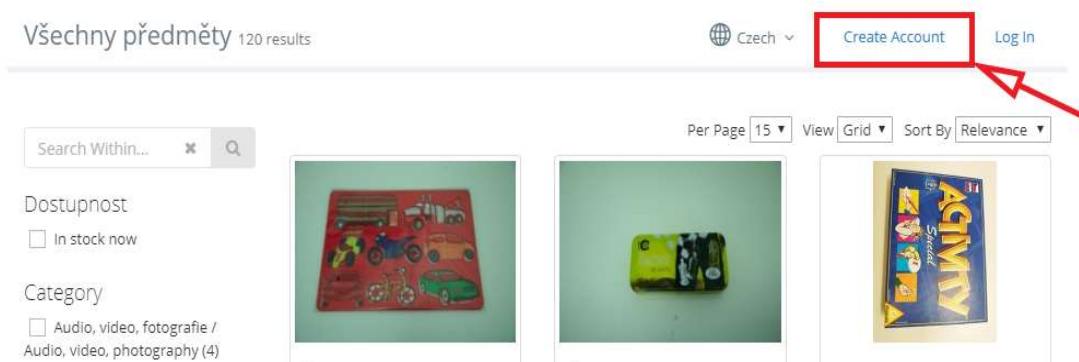 Všechny předměty 120 results
Czech
Create Account
Log In
Per Page 15 View Grid Sort By Relevance
Search Within...
Dostupnost
In stock now
Category
Audio, video, fotografie /
Audio, video, photography (4)
ACTIVITY
Special